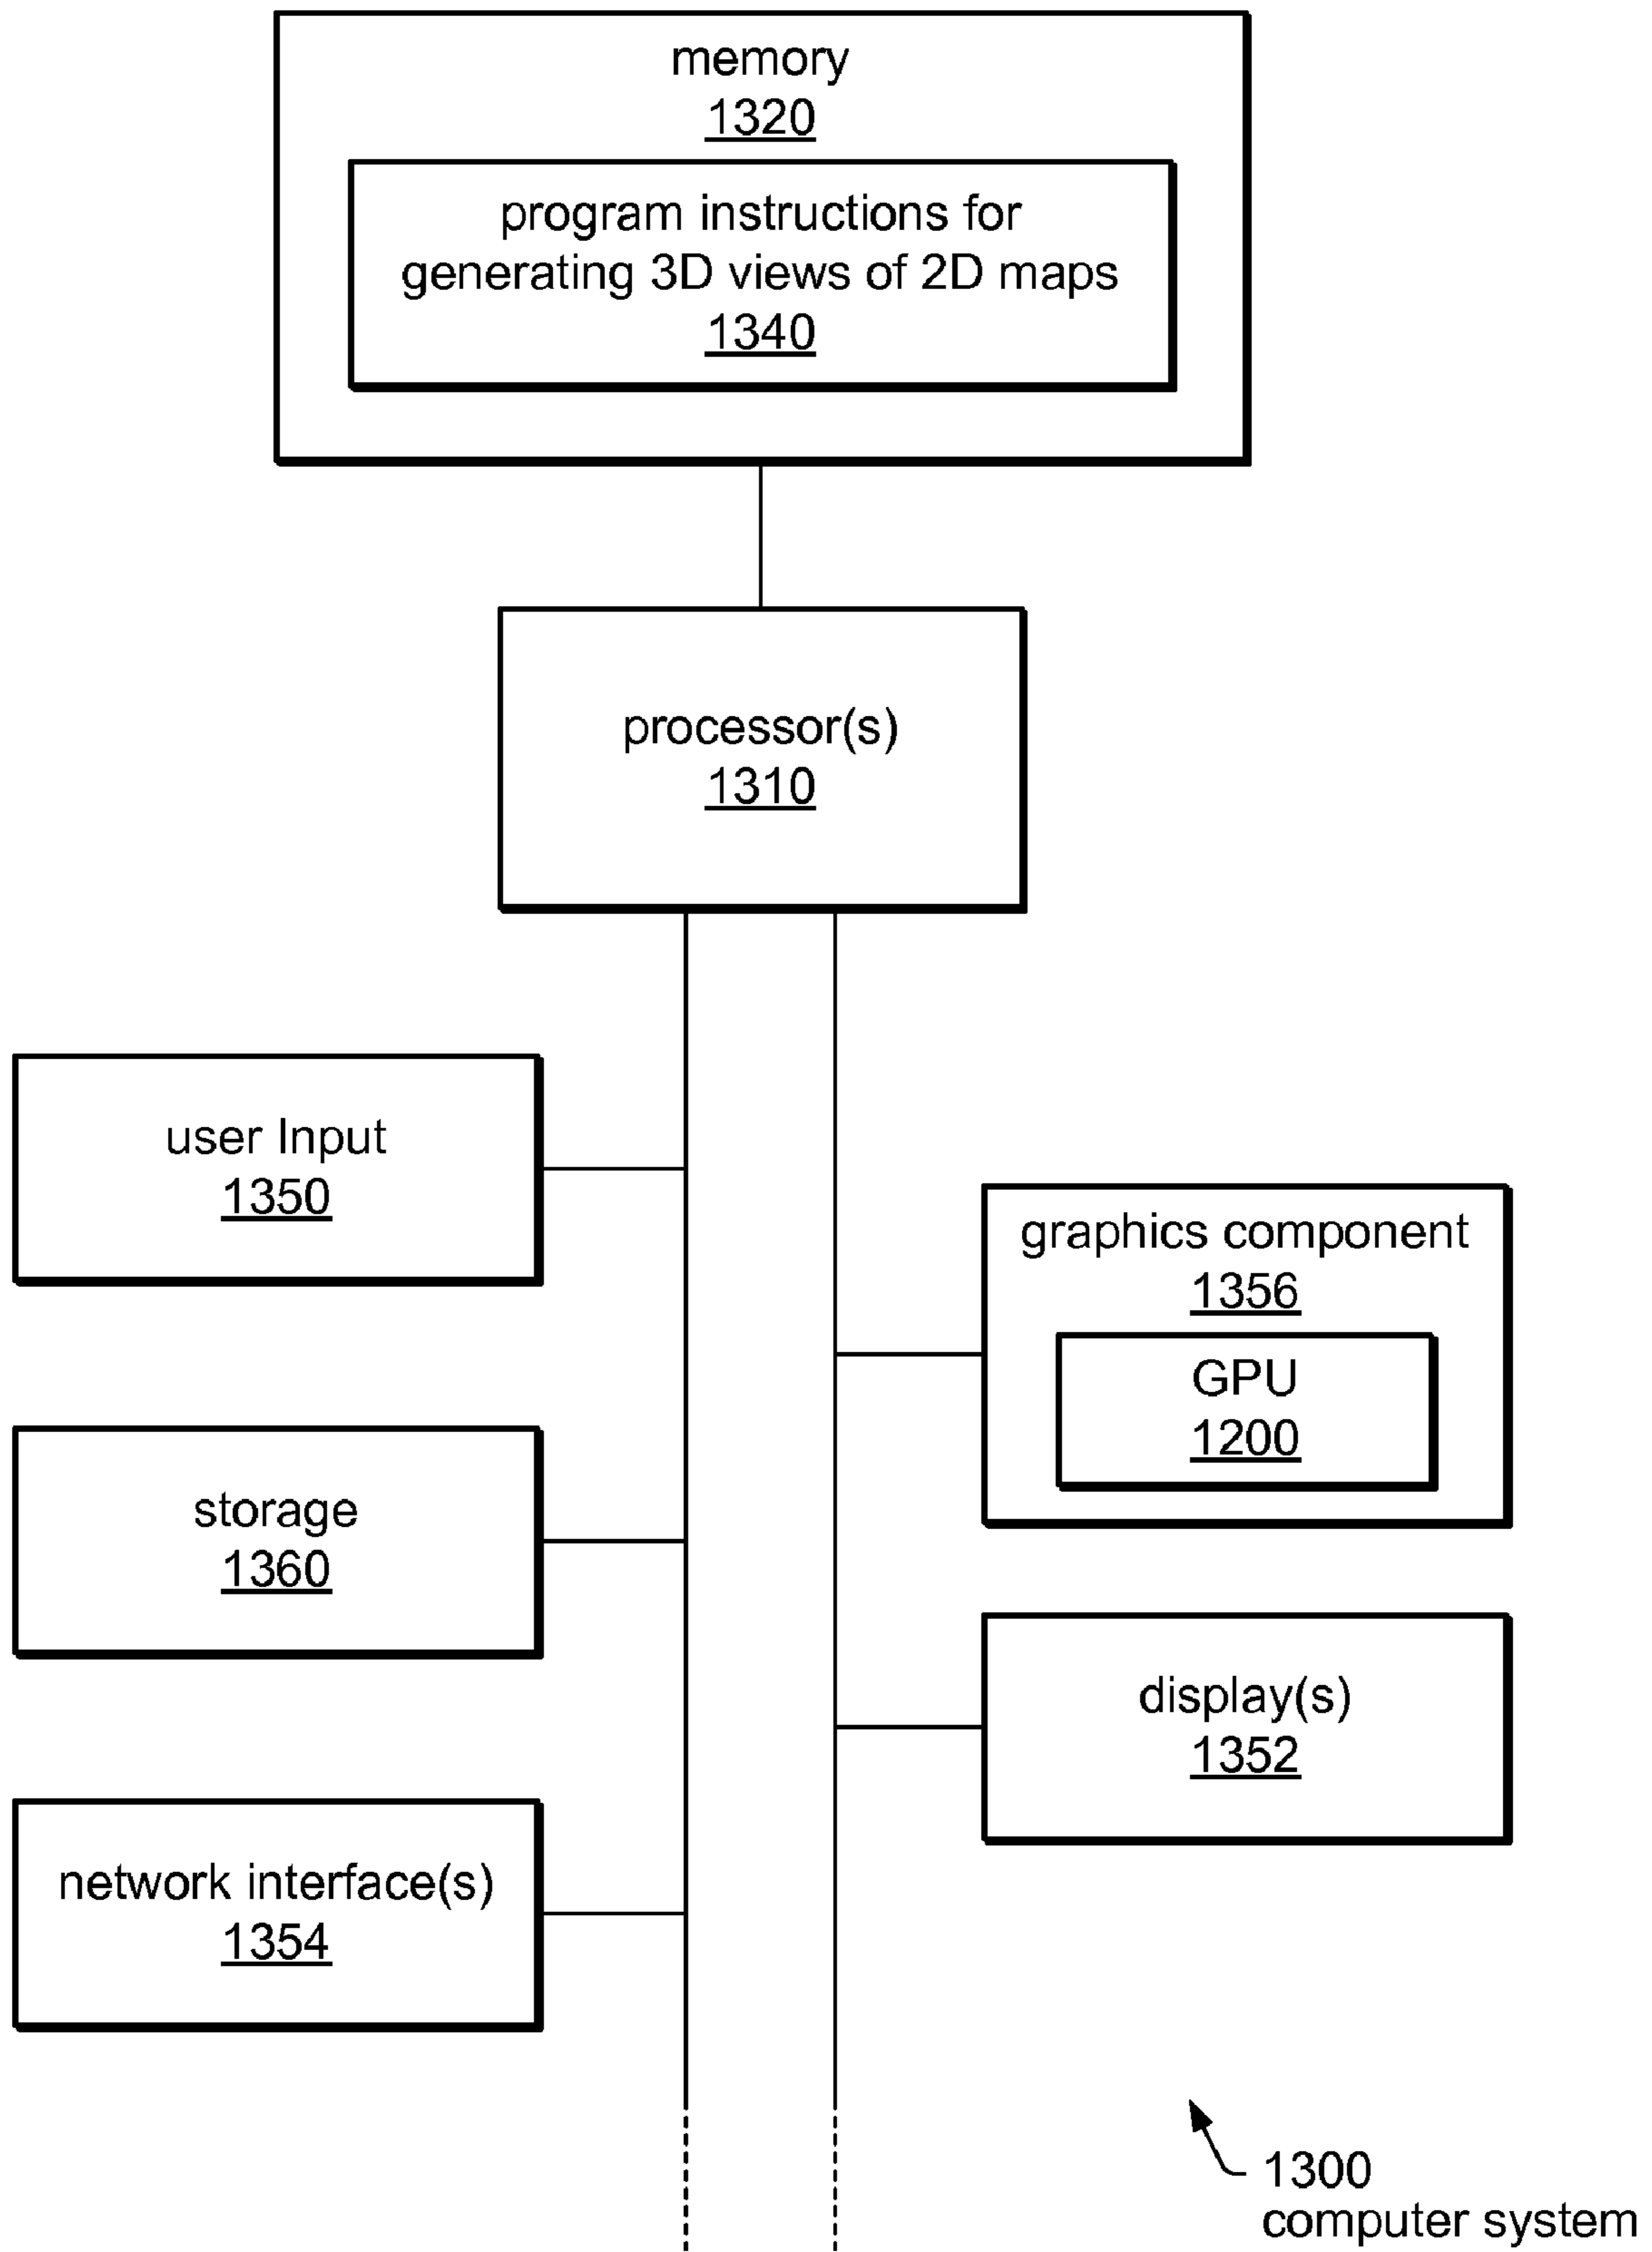 memory
1320
program instructions for
generating 3D views of 2D maps
1340
processor(s)
1310
user Input
1350
graphics component
1356
GPU
1200
storage
1360
display(s)
1352
network interface(s)
1354
1300
computer system